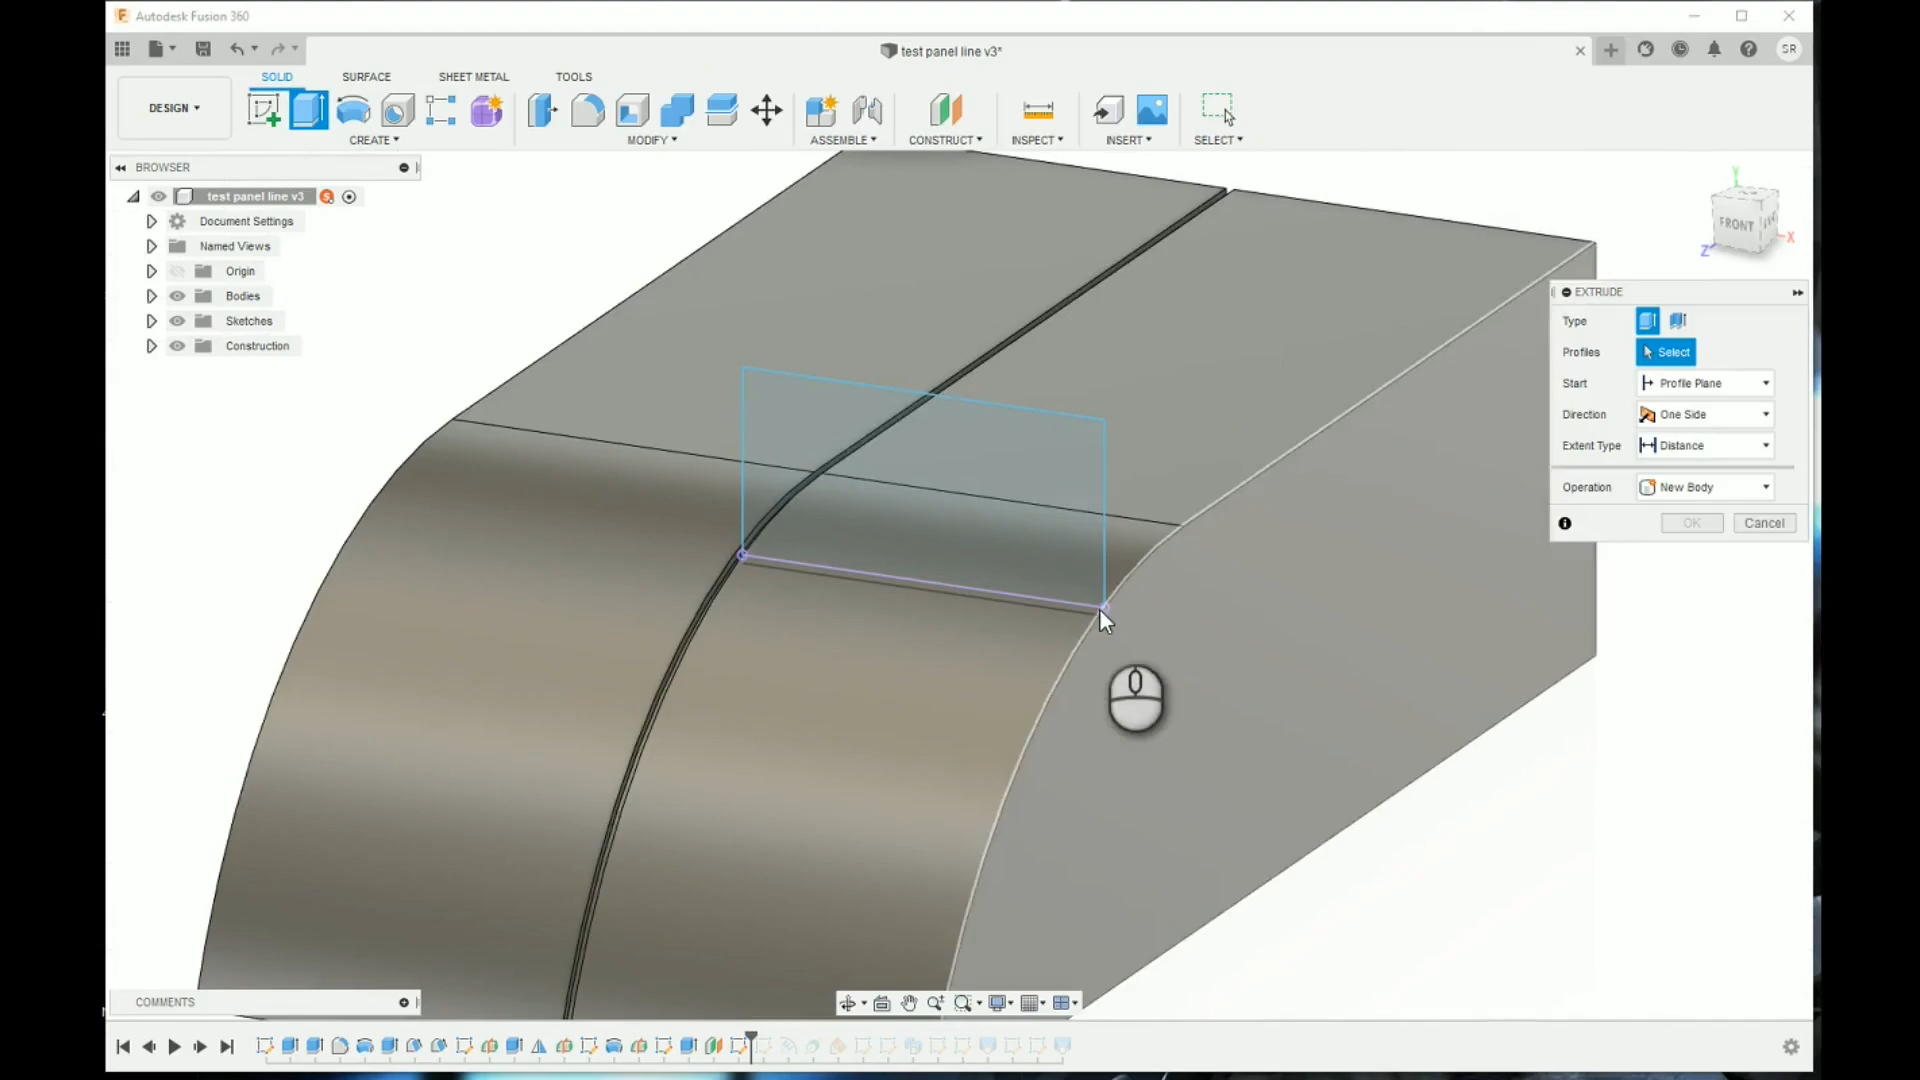 Autodesk Fusion 360
test panel line v3*
SR
DESIGN
SOLID
SURFACE
SHEET METAL
TOOLS
CREATE
MODIFY
ASSEMBLE
CONSTRUCT
INSPECT
INSERT
SELECT
BROWSER
test panel line v3
Document Settings
Named Views
Origin
Bodies
Sketches
Construction
Y
FRONT
X
Z
EXTRUDE
Type
Profiles Select
Start Profile Plane
Direction One Side
Extent Type Distance
Operation New Body
OK Cancel
COMMENTS